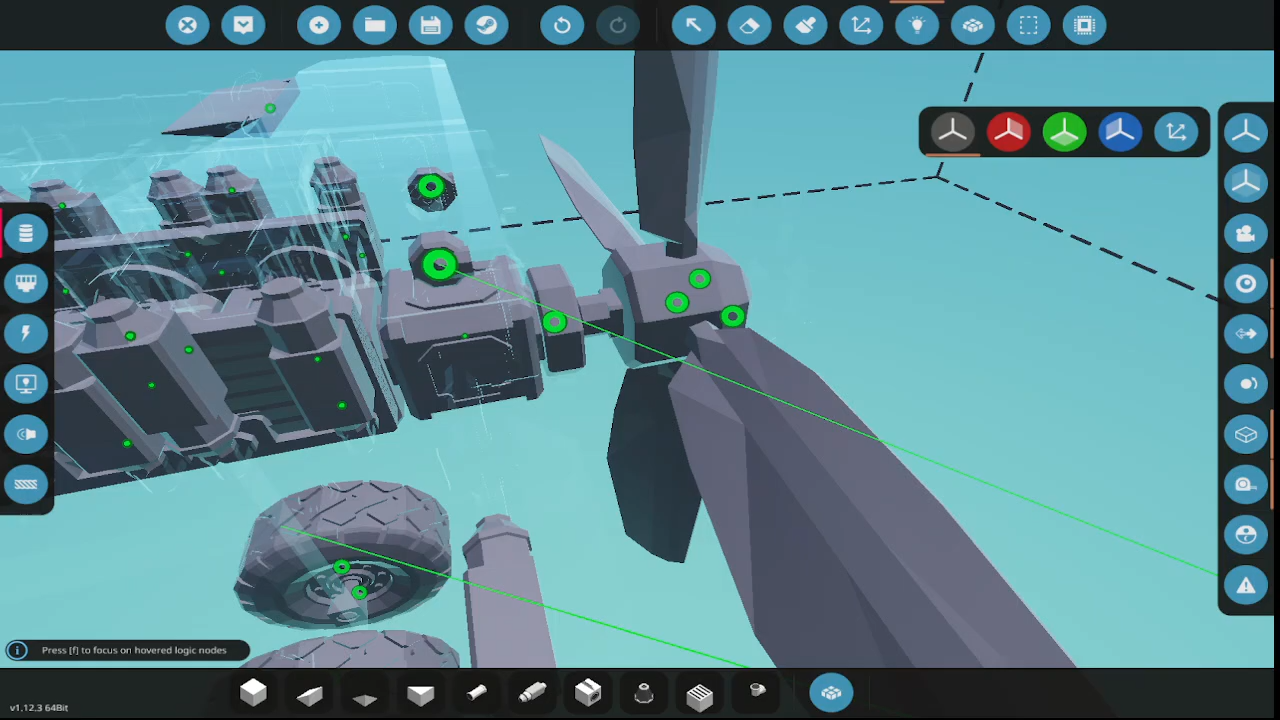 Press [f] to focus on hovered logic nodes
v1.12.3 64Bit